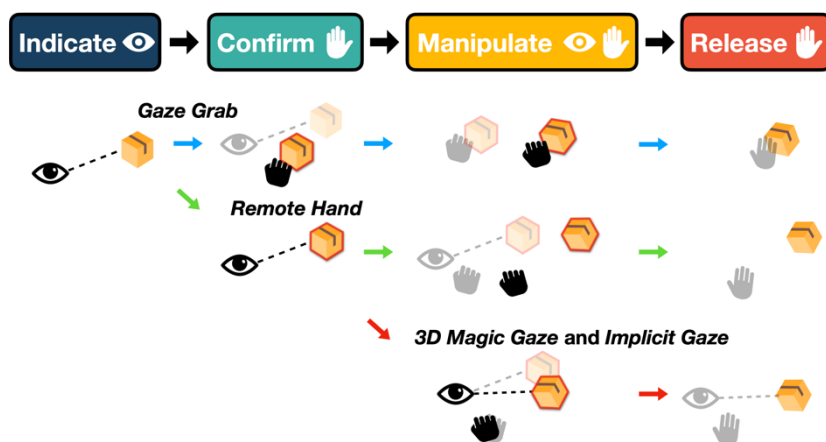 Indicate
Confirm
Manipulate
Release
Gaze Grab
Remote Hand
3D Magic Gaze and Implicit Gaze